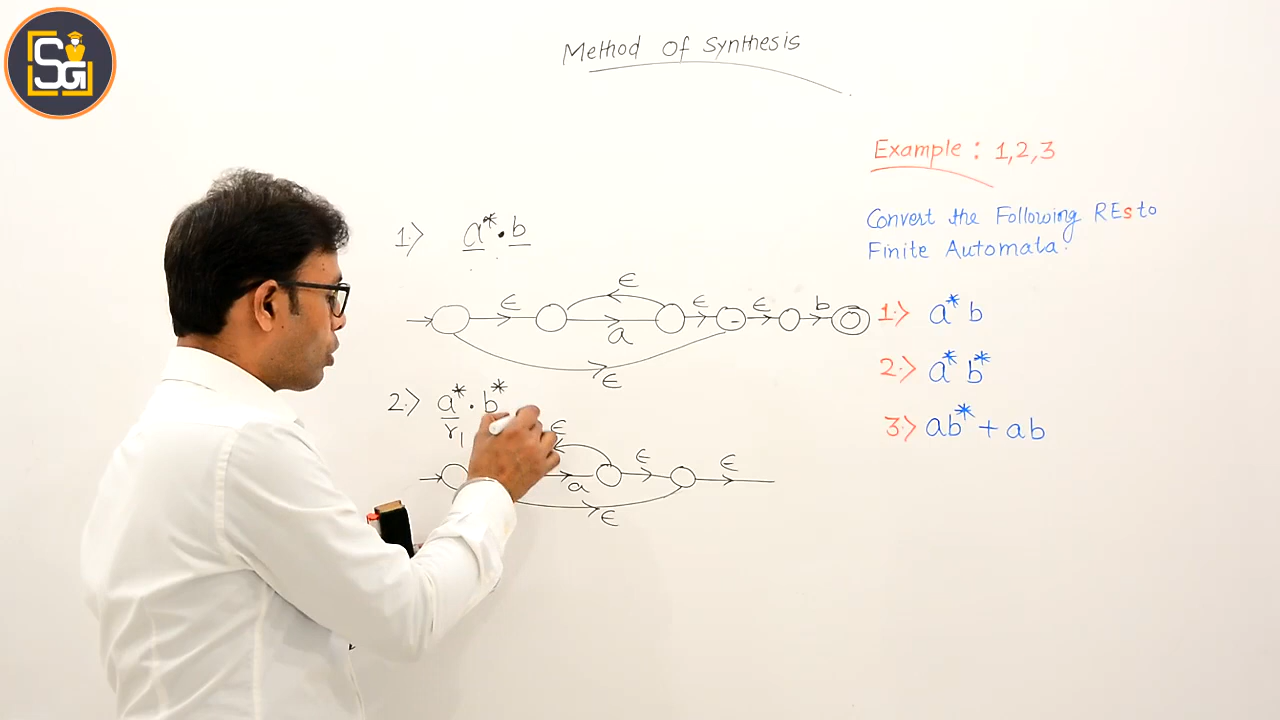 SG
Method of Synthesis
Example : 1,2,3
Convert the Following REs to
Finite Automata.
1.> a* b
2.> a* b*
3.> ab* + ab
1.> a* . b
ϵ
ϵ a ϵ ϵ b
ϵ
2.> a* . b*
r1
ϵ
a ϵ ϵ
ϵ